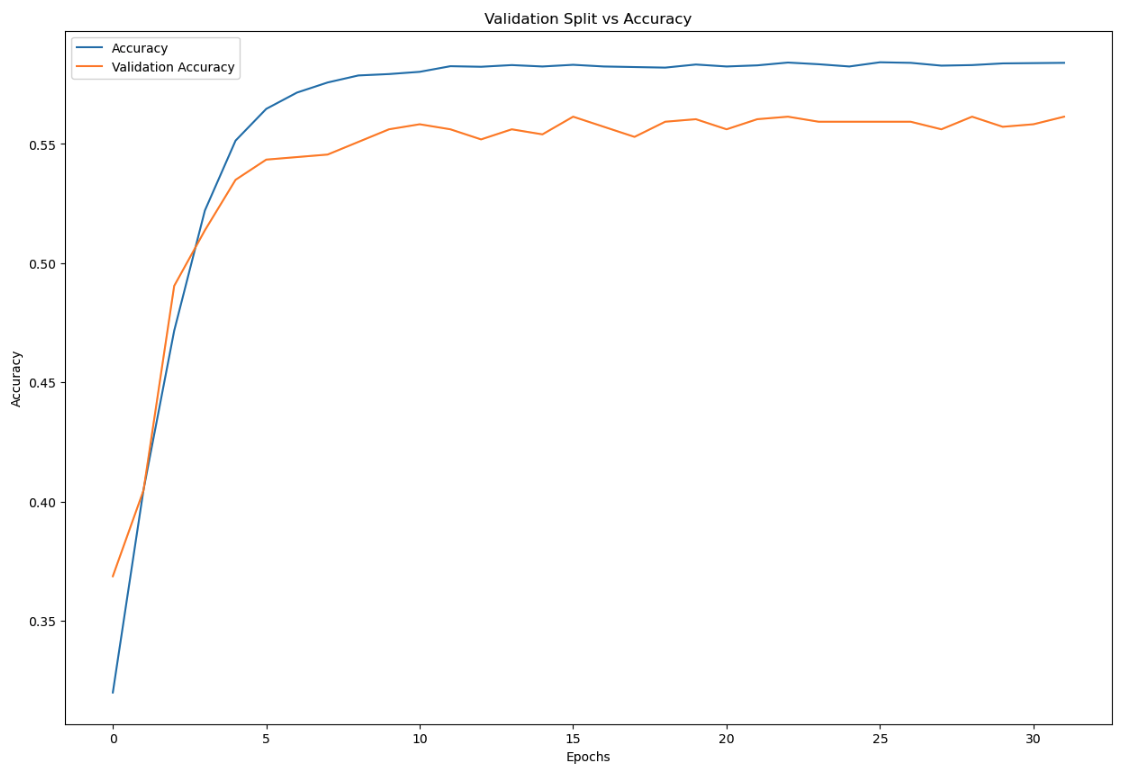 Validation Split vs Accuracy
Accuracy
Validation Accuracy
Accuracy
0.55
0.50
0.45
0.40
0.35
0 5 10 15 20 25 30
Epochs